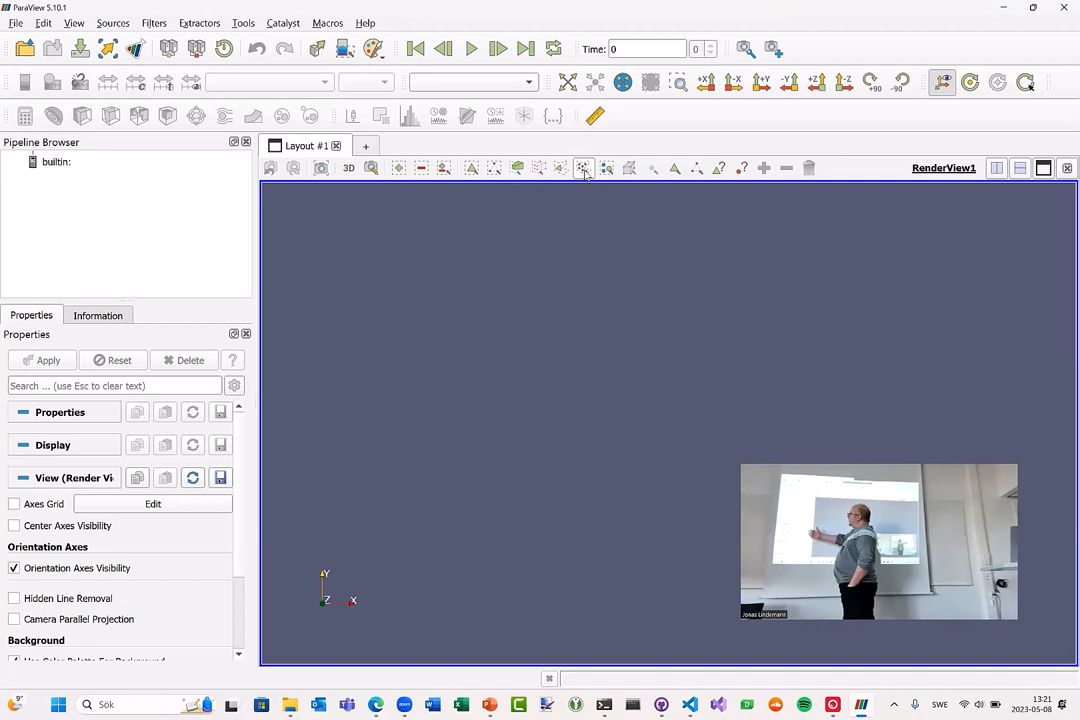 ParaView 5.10.1
File Edit View Sources Filters Extractors Tools Catalyst Macros Help
Time: 0 0
+X -X +Y -Y +Z -Z +90 -90
Pipeline Browser
Layout #1
+
builtin:
3D
RenderView1
Properties Information
Properties
Apply Reset Delete ?
Search ... (use Esc to clear text)
Properties
Display
View (Render Vi
Axes Grid Edit
Center Axes Visibility
Orientation Axes
Orientation Axes Visibility
Hidden Line Removal
Camera Parallel Projection
Background
Y
Z X
Jonas Lindemann
9°
Sök
SWE
13:21
2023-05-08